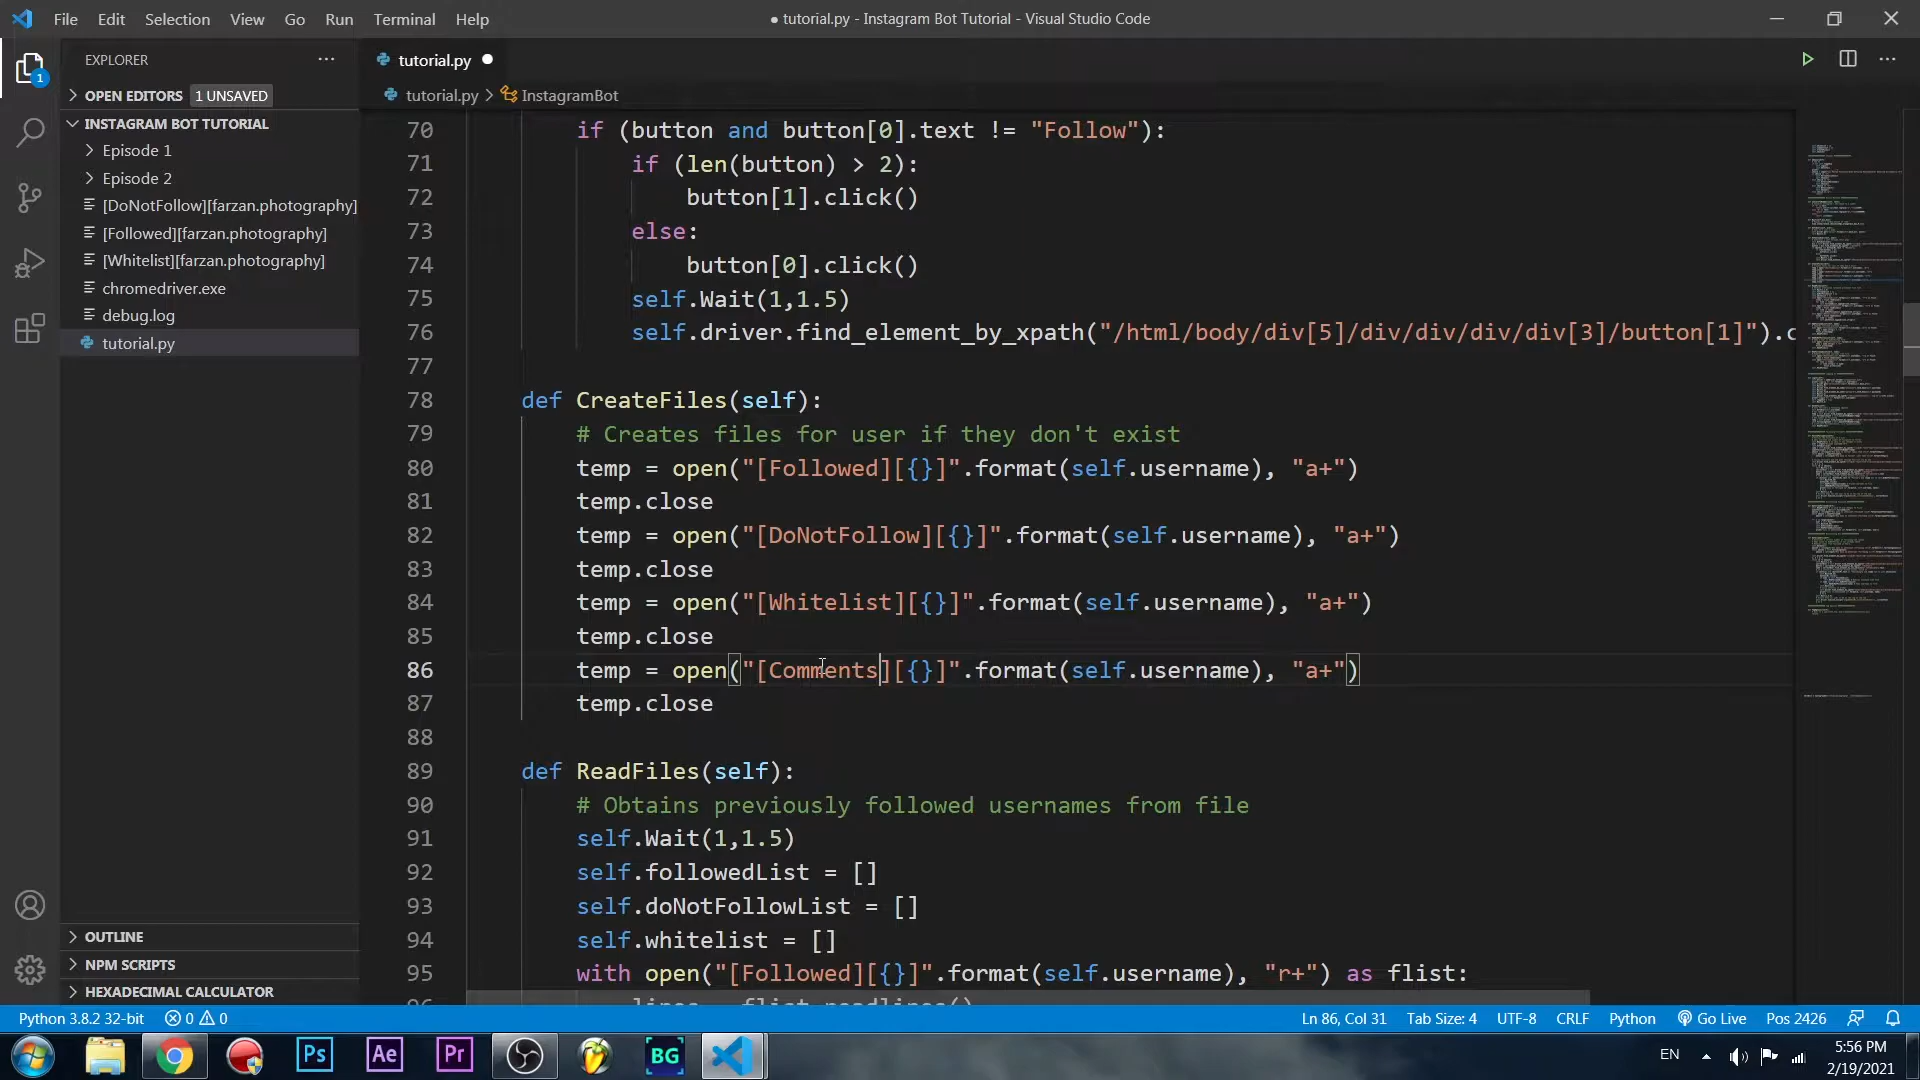 File Edit Selection View Go Run Terminal Help
● tutorial.py - Instagram Bot Tutorial - Visual Studio Code
EXPLORER
OPEN EDITORS 1 UNSAVED
INSTAGRAM BOT TUTORIAL
Episode 1
Episode 2
[DoNotFollow][farzan.photography]
[Followed][farzan.photography]
[Whitelist][farzan.photography]
chromedriver.exe
debug.log
tutorial.py
OUTLINE
NPM SCRIPTS
HEXADECIMAL CALCULATOR
1
tutorial.py
tutorial.py > InstagramBot
70 if (button and button[0].text != "Follow"):
71 if (len(button) > 2):
72 button[1].click()
73 else:
74 button[0].click()
75 self.Wait(1,1.5)
76 self.driver.find_element_by_xpath("/html/body/div[5]/div/div/div/div[3]/button[1]").c
77
78 def CreateFiles(self):
79 # Creates files for user if they don't exist
80 temp = open("[Followed][{}]".format(self.username), "a+")
81 temp.close
82 temp = open("[DoNotFollow][{}]".format(self.username), "a+")
83 temp.close
84 temp = open("[Whitelist][{}]".format(self.username), "a+")
85 temp.close
86 temp = open("[Comments][{}]".format(self.username), "a+")
87 temp.close
88
89 def ReadFiles(self):
90 # Obtains previously followed usernames from file
91 self.Wait(1,1.5)
92 self.followedList = []
93 self.doNotFollowList = []
94 self.whitelist = []
95 with open("[Followed][{}]".format(self.username), "r+") as flist:
96 lines = flist.readlines()
Python 3.8.2 32-bit 0 0 Ln 86, Col 31 Tab Size: 4 UTF-8 CRLF Python Go Live Pos 2426
Ps Ae Pr BG EN
5:56 PM
2/19/2021